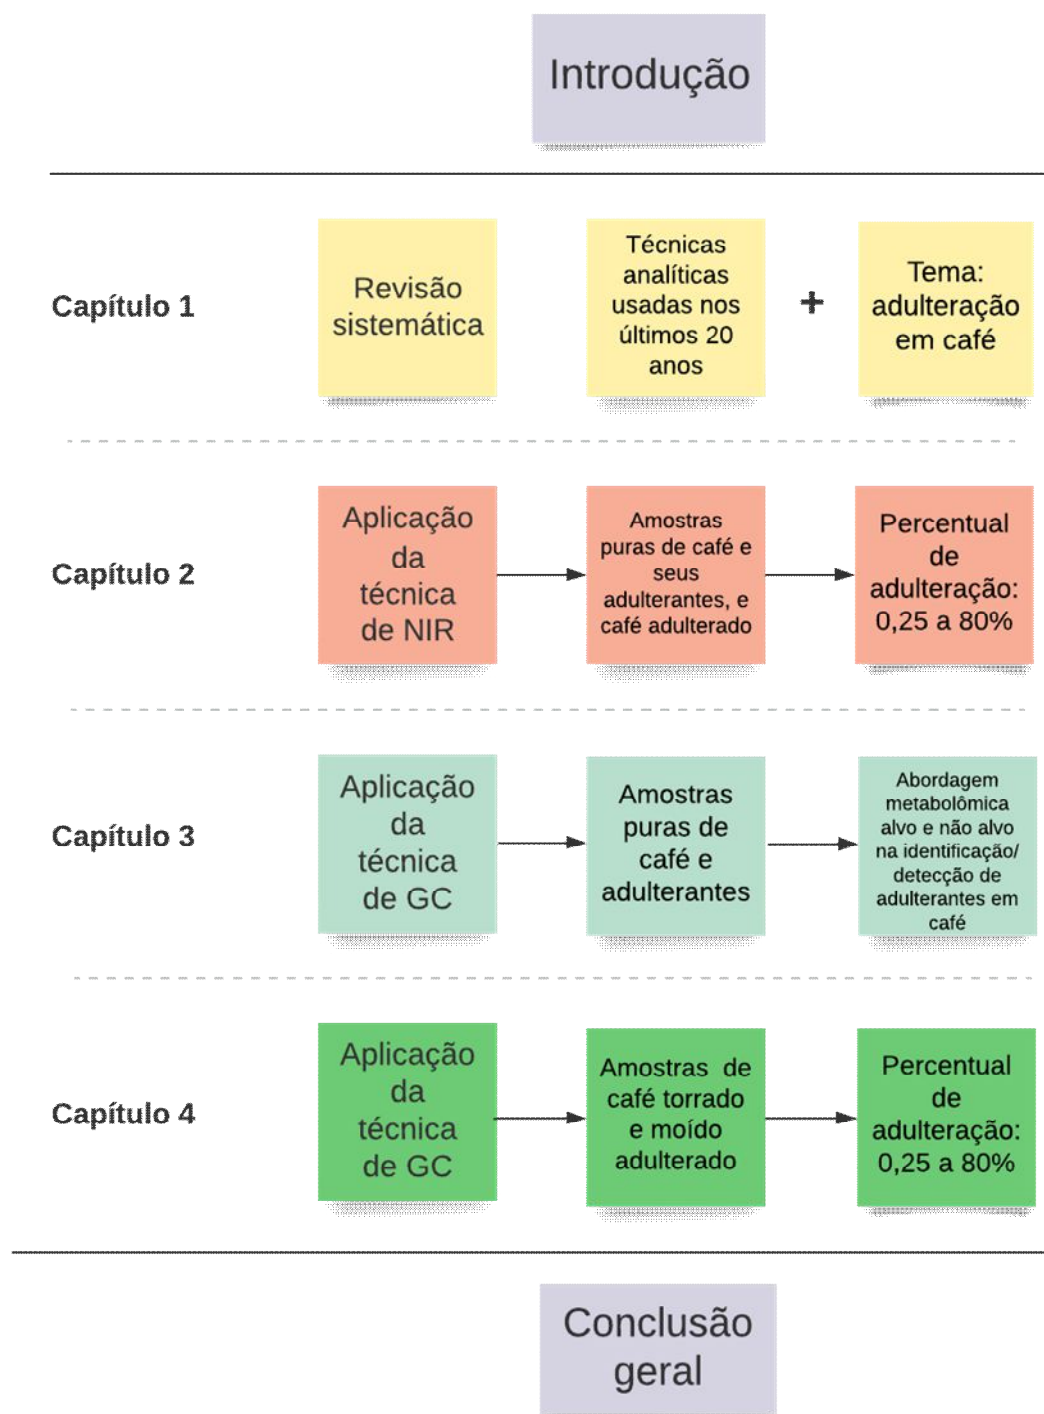 Introdução
Capítulo 1
Revisão
sistemática
Técnicas
analíticas
usadas nos
últimos 20
anos
+
Tema:
adulteração
em café
Capítulo 2
Aplicação
da
técnica
de NIR
Amostras
puras de café e
seus
adulterantes, e
café adulterado
Percentual
de
adulteração:
0,25 a 80%
Capítulo 3
Aplicação
da
técnica
de GC
Amostras
puras de
café e
adulterantes
Abordagem
metabolômica
alvo e não alvo
na identificação/
detecção de
adulterantes em
café
Capítulo 4
Aplicação
da
técnica
de GC
Amostras de
café torrado
e moído
adulterado
Percentual
de
adulteração:
0,25 a 80%
Conclusão
geral